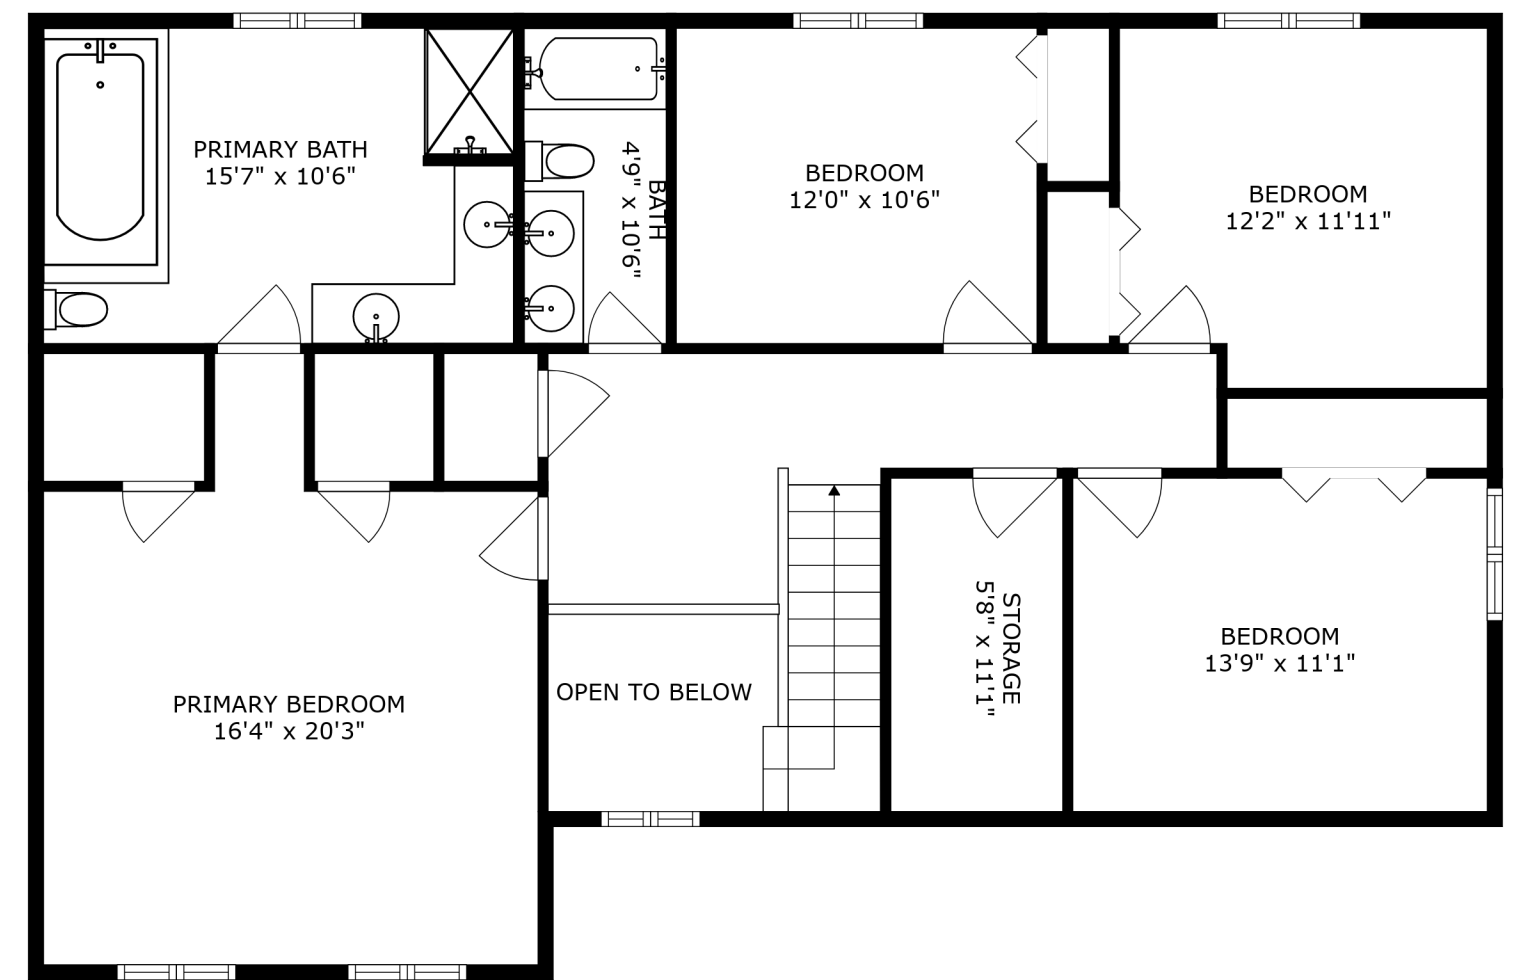 PRIMARY BATH
15'7" x 10'6"
BATH
4'9" x 10'6"
BEDROOM
12'0" x 10'6"
BEDROOM
12'2" x 11'11"
PRIMARY BEDROOM
16'4" x 20'3"
OPEN TO BELOW
STORAGE
5'8" x 11'1"
BEDROOM
13'9" x 11'1"